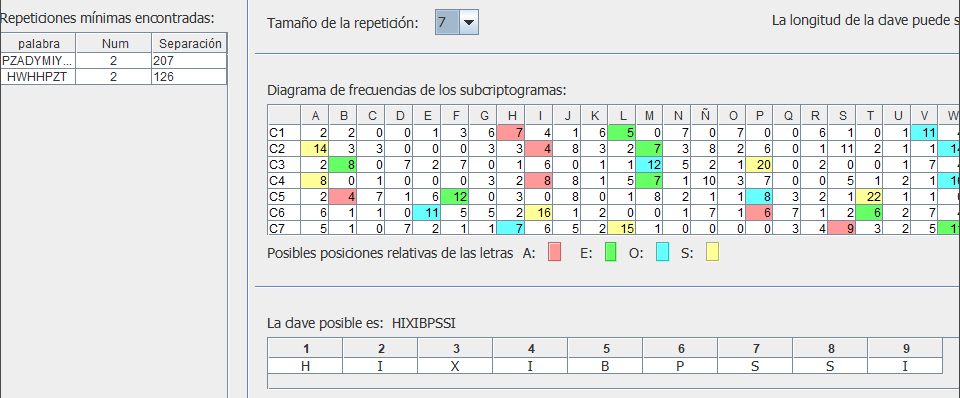 Repeticiones mínimas encontradas:
Tamaño de la repetición: 7
La longitud de la clave puede s
palabra Num Separación
PZADYMIY... 2 207
HWHHPZT 2 126
Diagrama de frecuencias de los subcriptogramas:
A B C D E F G H I J K L M N Ñ O P Q R S T U V W
C1 2 2 0 0 1 3 6 7 4 1 6 5 0 7 0 7 0 0 6 1 0 1 11
C2 14 3 3 0 0 0 3 3 4 8 3 2 7 3 8 2 6 0 1 11 2 1 1
C3 2 8 0 7 2 7 0 1 6 0 1 1 12 5 2 1 20 0 2 0 0 1 7
C4 8 0 1 0 0 0 3 2 8 8 1 5 7 1 10 3 7 0 0 5 1 2 1
C5 2 4 7 1 6 12 0 3 0 8 0 1 8 2 1 1 8 3 2 1 22 1 1
C6 6 1 1 0 11 5 5 2 16 1 2 0 0 1 7 1 6 7 1 2 6 2 7
C7 5 1 0 7 2 1 1 7 6 5 2 15 1 0 0 0 0 3 4 9 3 2 5
Posibles posiciones relativas de las letras A: E: O: S:
La clave posible es: HIXIBPSSI
1 2 3 4 5 6 7 8 9
H I X I B P S S I